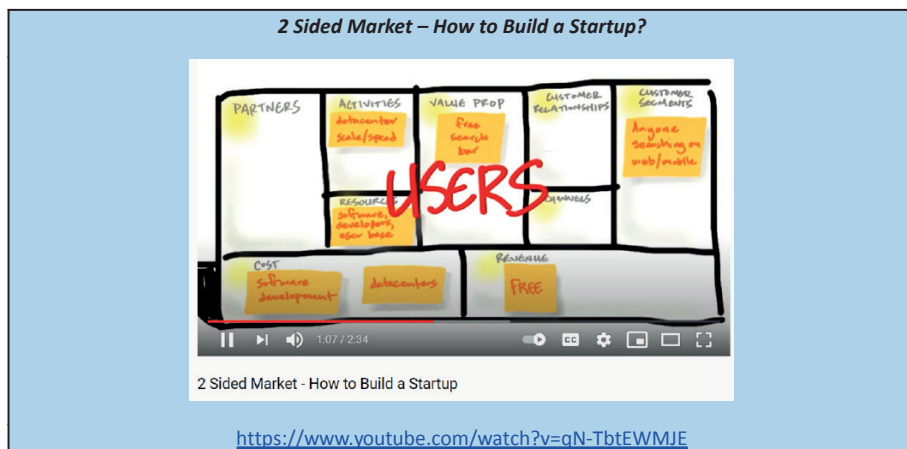 2 Sided Market – How to Build a Startup?
PARTNERS
ACTIVITIES
datacenter
scale/speed
VALUE PROP
free
search
bar
CUSTOMER
RELATIONSHIPS
CUSTOMER
SEGMENTS
Anyone
searching on
web/mobile
USERS
RESOURCES
software,
developers,
user base
CHANNELS
COST
software
development
datacenters
REVENUE
FREE
1:07 / 2:34
CC
2 Sided Market - How to Build a Startup
https://www.youtube.com/watch?v=qN-TbtEWMJE